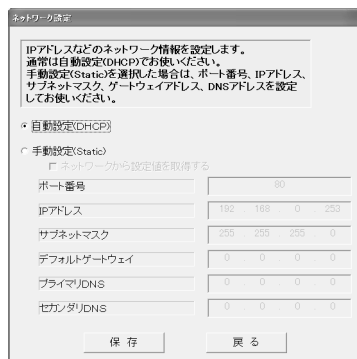 ネットワーク設定
IPアドレスなどのネットワーク情報を設定します。
通常は自動設定(DHCP)でお使いください。
手動設定(Static)を選択した場合は、ポート番号、IPアドレス、
サブネットマスク、ゲートウェイアドレス、DNSアドレスを設定
してお使いください。
自動設定(DHCP)
手動設定(Static)
ネットワークから設定値を取得する
ポート番号 80
IPアドレス 192 . 168 . 0 . 253
サブネットマスク 255 . 255 . 255 . 0
デフォルトゲートウェイ 0 . 0 . 0 . 0
プライマリDNS 0 . 0 . 0 . 0
セカンダリDNS 0 . 0 . 0 . 0
保 存 戻 る